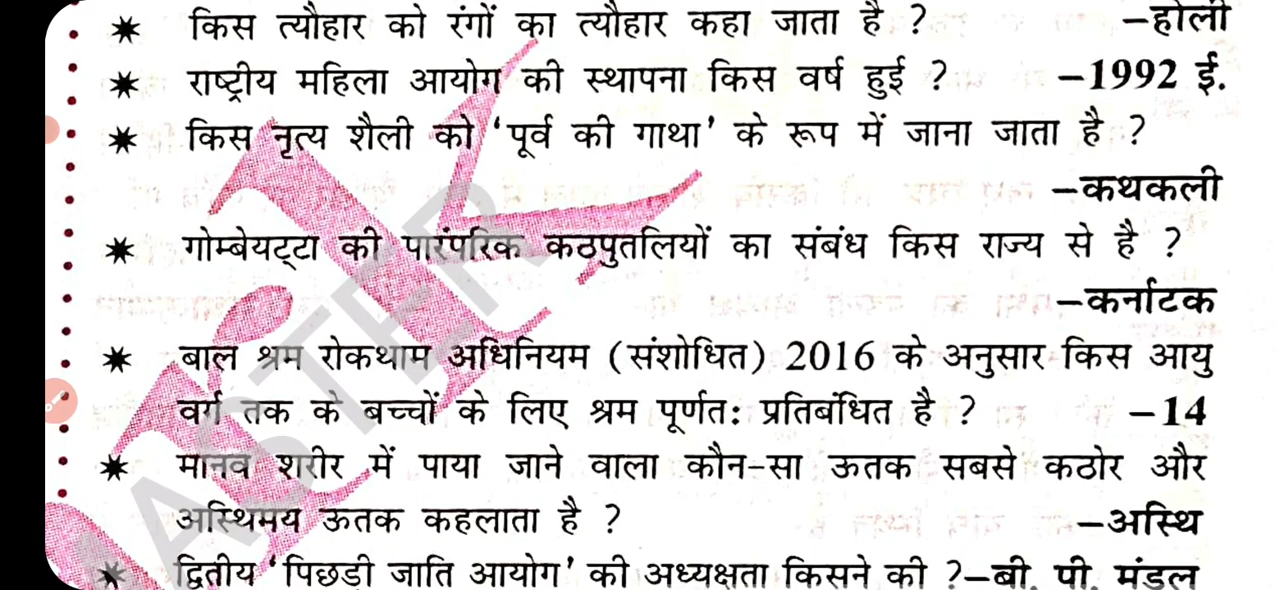 ✷ किस त्यौहार को रंगों का त्यौहार कहा जाता है ? –होली
✷ राष्ट्रीय महिला आयोग की स्थापना किस वर्ष हुई ? –1992 ई.
✷ किस नृत्य शैली को ‘पूर्व की गाथा’ के रूप में जाना जाता है ?
–कथकली
✷ गोम्बेयट्टा की पारंपरिक कठपुतलियों का संबंध किस राज्य से है ?
–कर्नाटक
✷ बाल श्रम रोकथाम अधिनियम (संशोधित) 2016 के अनुसार किस आयु
वर्ग तक के बच्चों के लिए श्रम पूर्णतः प्रतिबंधित है ? –14
✷ मानव शरीर में पाया जाने वाला कौन-सा ऊतक सबसे कठोर और
अस्थिमय ऊतक कहलाता है ? –अस्थि
✷ द्वितीय ‘पिछड़ी जाति आयोग’ की अध्यक्षता किसने की ?–बी. पी. मंडल
MASTER